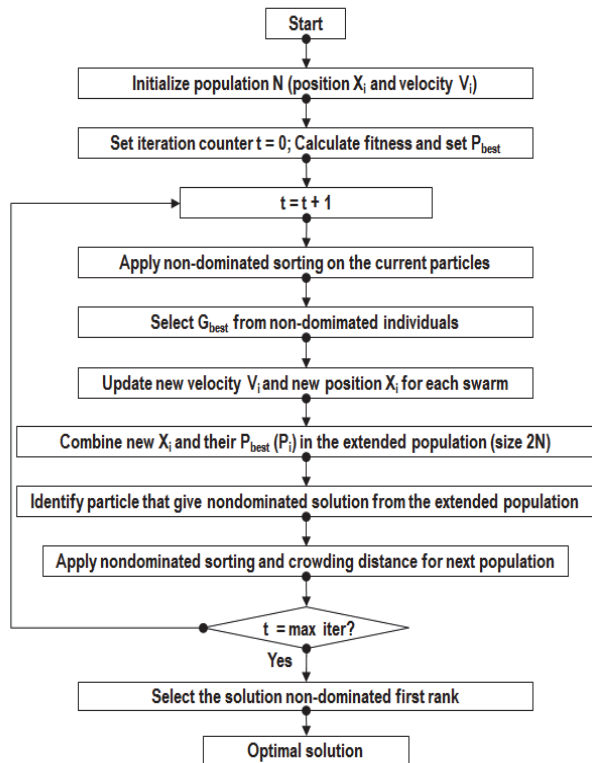 Start
Initialize population N (position Xi and velocity Vi)
Set iteration counter t = 0; Calculate fitness and set Pbest
t = t + 1
Apply non-dominated sorting on the current particles
Select Gbest from non-domimated individuals
Update new velocity Vi and new position Xi for each swarm
Combine new Xi and their Pbest (Pi) in the extended population (size 2N)
Identify particle that give nondominated solution from the extended population
Apply nondominated sorting and crowding distance for next population
t = max iter?
Yes
Select the solution non-dominated first rank
Optimal solution